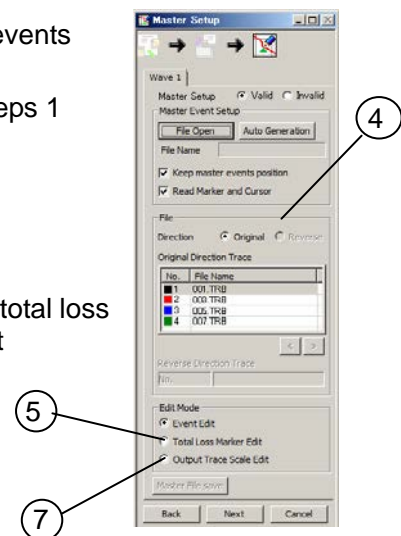 events
eps 1
total loss
t
Master Setup
Wave 1
Master Setup Valid Invalid
Master Event Setup
File Open Auto Generation
File Name
Keep master events position
Read Marker and Cursor
File
Direction Original Reverse
Original Direction Trace
No. File Name
1 001.TRB
2 003.TRB
3 005.TRB
4 007.TRB
< >
Reverse Direction Trace
No.
Edit Mode
Event Edit
Total Loss Marker Edit
Output Trace Scale Edit
Master File save
Back Next Cancel
4
5
7